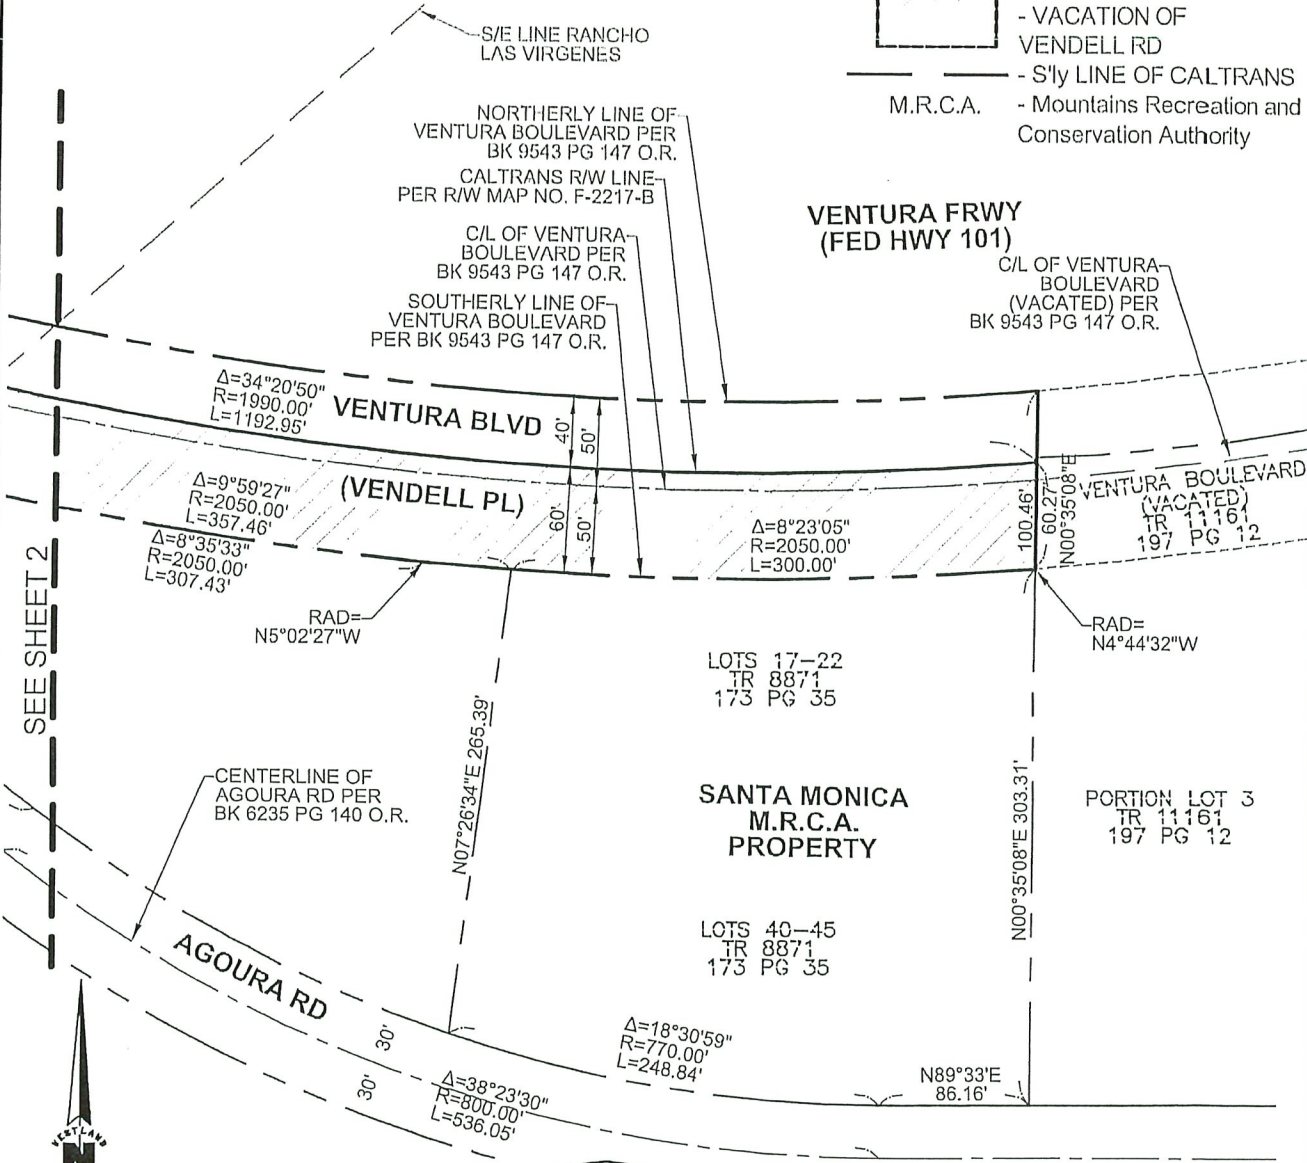 - VACATION OF
VENDELL RD
- S'ly LINE OF CALTRANS
M.R.C.A. - Mountains Recreation and
Conservation Authority
S/E LINE RANCHO
LAS VIRGENES
NORTHERLY LINE OF
VENTURA BOULEVARD PER
BK 9543 PG 147 O.R.
CALTRANS R/W LINE
PER R/W MAP NO. F-2217-B
C/L OF VENTURA
BOULEVARD PER
BK 9543 PG 147 O.R.
SOUTHERLY LINE OF
VENTURA BOULEVARD
PER BK 9543 PG 147 O.R.
VENTURA FRWY
(FED HWY 101)
C/L OF VENTURA
BOULEVARD
(VACATED) PER
BK 9543 PG 147 O.R.
Δ=34°20'50"
R=1990.00'
L=1192.95'
VENTURA BLVD
40'
50'
(VENDELL PL)
60'
50'
Δ=9°59'27"
R=2050.00'
L=357.46'
Δ=8°35'33"
R=2050.00'
L=307.43'
Δ=8°23'05"
R=2050.00'
L=300.00'
100.46'
60.27'
N00°35'08"E
VENTURA BOULEVARD
(VACATED)
TR 11161
197 PG 12
SEE SHEET 2
RAD=
N5°02'27"W
RAD=
N4°44'32"W
LOTS 17-22
TR 8871
173 PG 35
N07°26'34"E 265.39'
CENTERLINE OF
AGOURA RD PER
BK 6235 PG 140 O.R.
SANTA MONICA
M.R.C.A.
PROPERTY
N00°35'08"E 303.31'
PORTION LOT 3
TR 11161
197 PG 12
LOTS 40-45
TR 8871
173 PG 35
AGOURA RD
30'
30'
Δ=18°30'59"
R=770.00'
L=248.84'
Δ=38°23'30"
R=800.00'
L=536.05'
N89°33'E
86.16'
WESTLAND
N